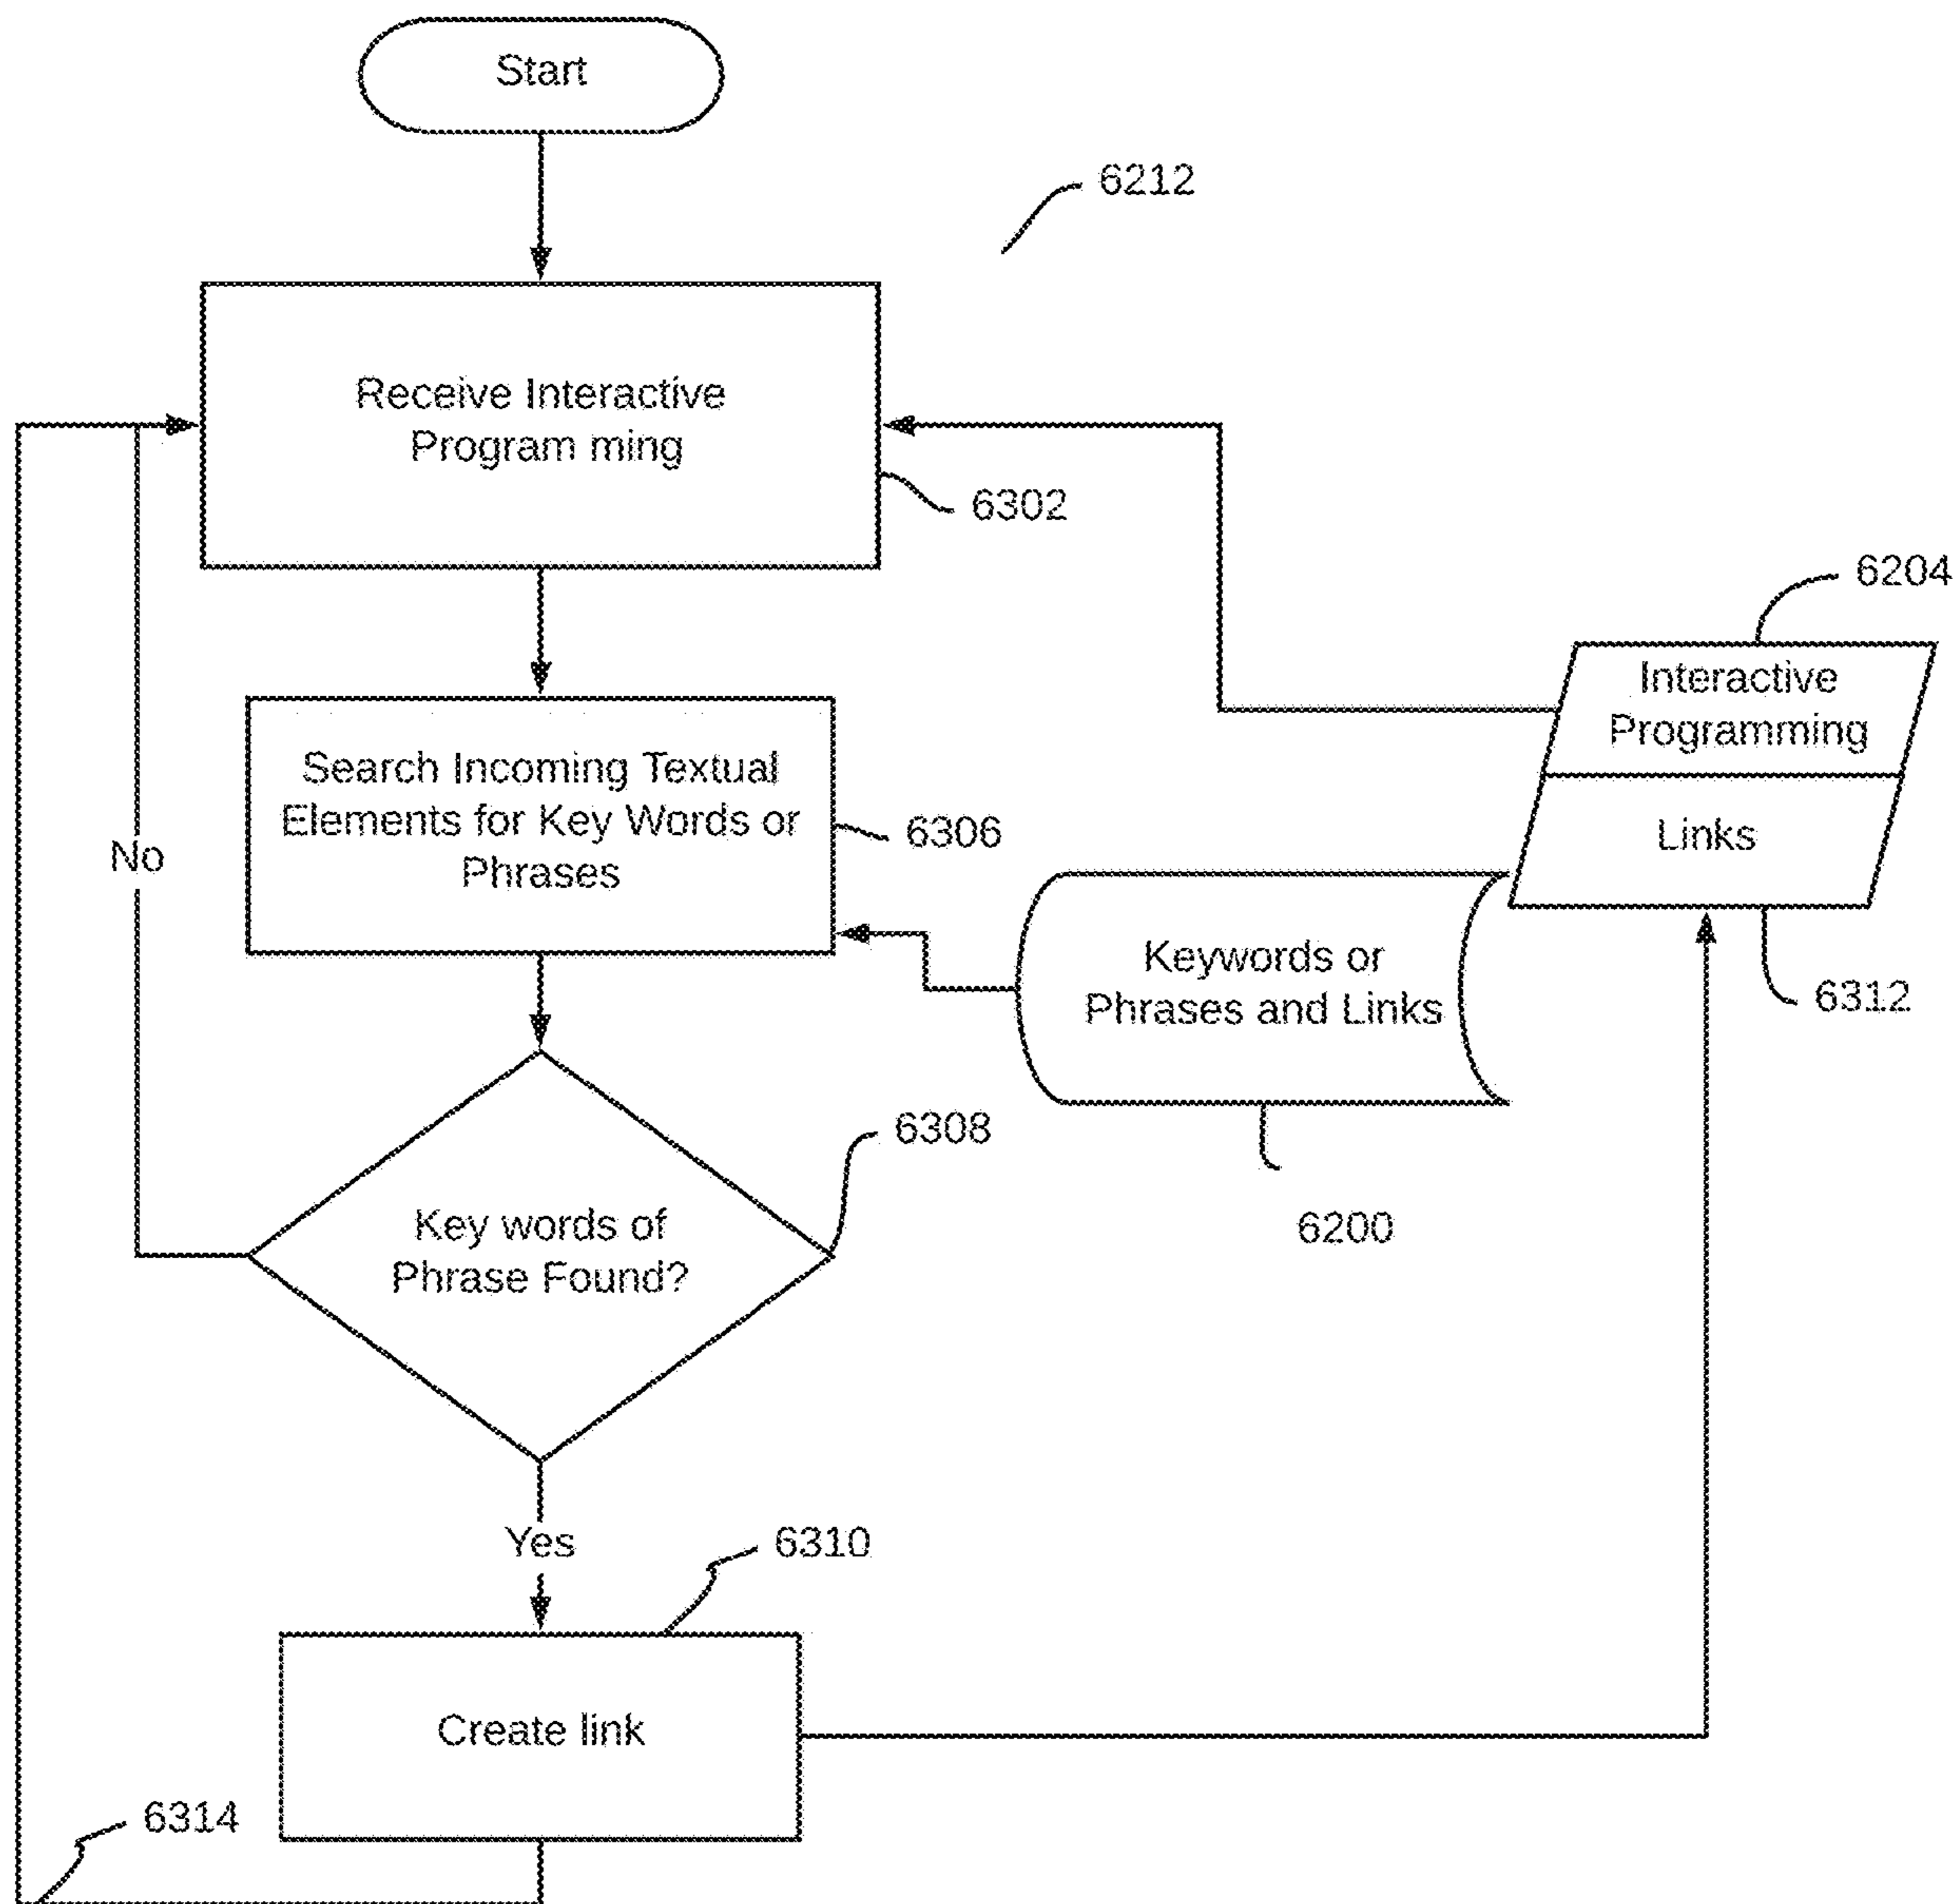 Start
6212
Receive Interactive
Program ming
6302
6204
Interactive
Programming
Links
Search Incoming Textual
Elements for Key Words or
Phrases
6306
No
Keywords or
Phrases and Links
6312
6308
6200
Key words of
Phrase Found?
Yes
6310
Create link
6314